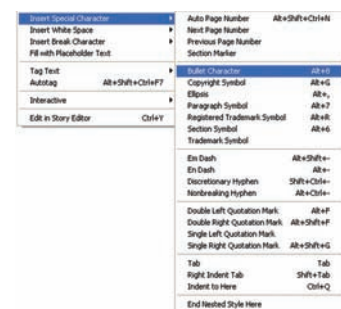 Insert Special Character
Insert White Space
Insert Break Character
Fill with Placeholder Text
Tag Text
Autotag Alt+Shift+Ctrl+F7
Interactive
Edit in Story Editor Ctrl+Y
Auto Page Number Alt+Shift+Ctrl+N
Next Page Number
Previous Page Number
Section Marker
Bullet Character Alt+8
Copyright Symbol Alt+G
Ellipsis Alt+,
Paragraph Symbol Alt+7
Registered Trademark Symbol Alt+R
Section Symbol Alt+6
Trademark Symbol
Em Dash Alt+Shift+-
En Dash Alt+-
Discretionary Hyphen Shift+Ctrl+-
Nonbreaking Hyphen Alt+Ctrl+-
Double Left Quotation Mark Alt+F
Double Right Quotation Mark Alt+Shift+F
Single Left Quotation Mark
Single Right Quotation Mark Alt+Shift+G
Tab Tab
Right Indent Tab Shift+Tab
Indent to Here Ctrl+Q
End Nested Style Here